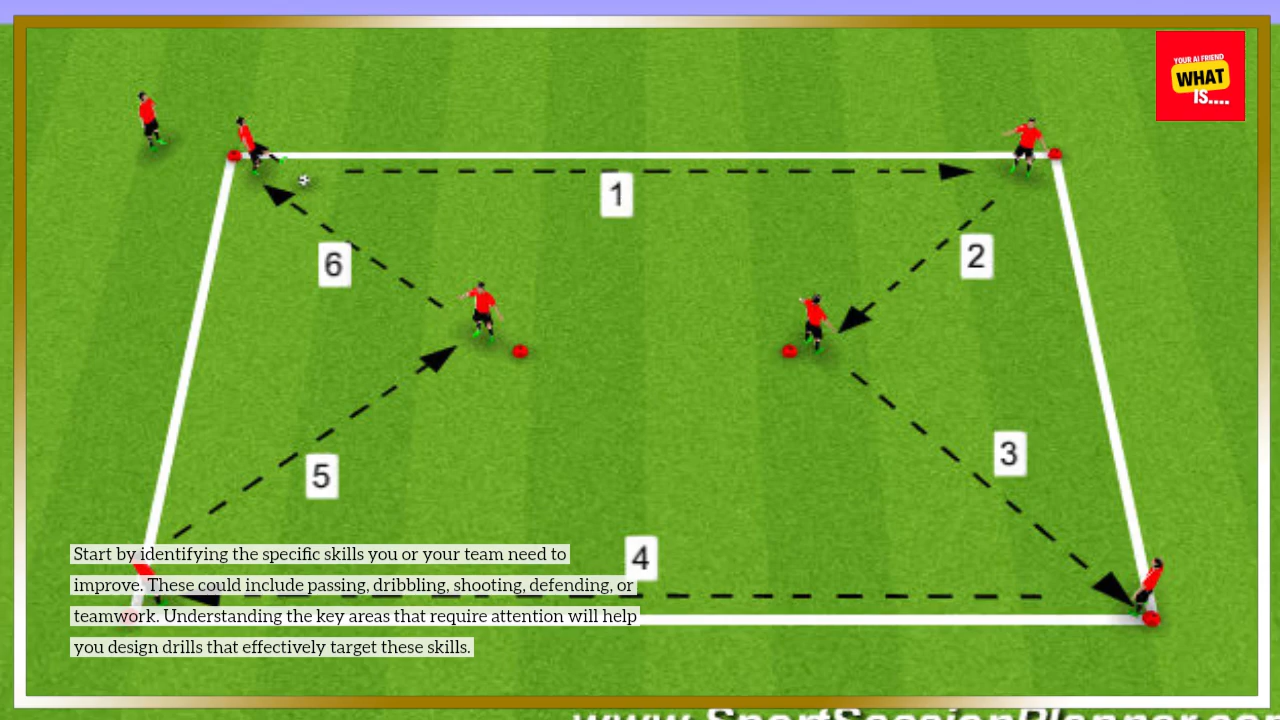 YOUR AI FRIEND
WHAT
IS....
1
2
6
3
5
4
Start by identifying the specific skills you or your team need to
improve. These could include passing, dribbling, shooting, defending, or
teamwork. Understanding the key areas that require attention will help
you design drills that effectively target these skills.